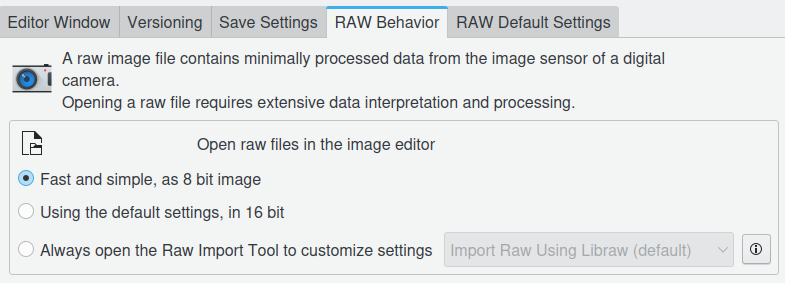 Editor Window Versioning Save Settings RAW Behavior RAW Default Settings
A raw image file contains minimally processed data from the image sensor of a digital
camera.
Opening a raw file requires extensive data interpretation and processing.
Open raw files in the image editor
Fast and simple, as 8 bit image
Using the default settings, in 16 bit
Always open the Raw Import Tool to customize settings Import Raw Using Libraw (default)